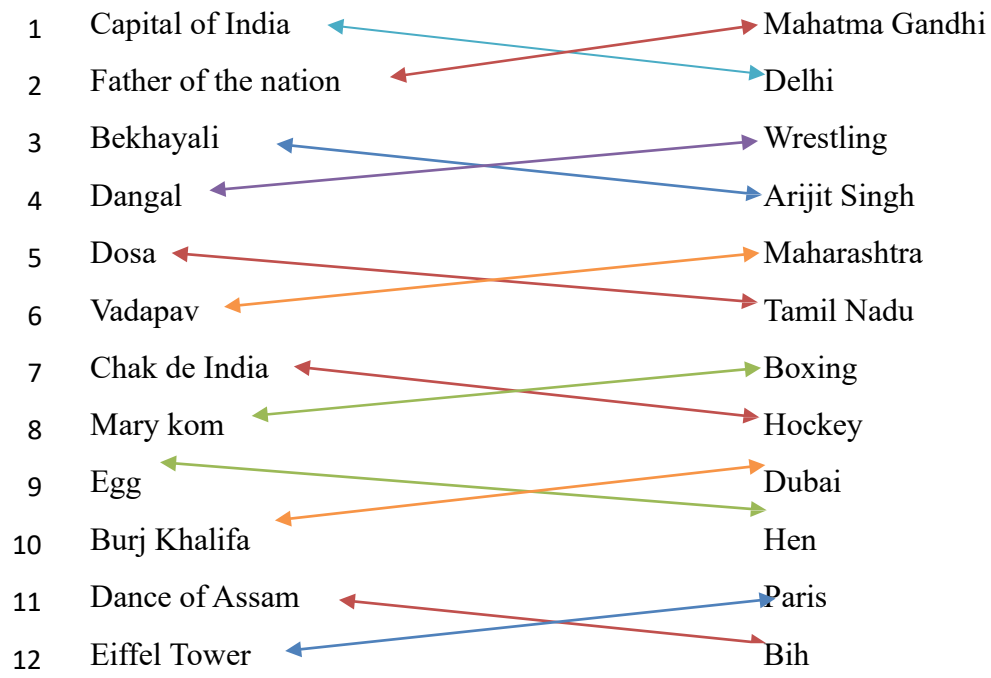 1 Capital of India Mahatma Gandhi
2 Father of the nation Delhi
3 Bekhayali Wrestling
4 Dangal Arijit Singh
5 Dosa Maharashtra
6 Vadapav Tamil Nadu
7 Chak de India Boxing
8 Mary kom Hockey
9 Egg Dubai
10 Burj Khalifa Hen
11 Dance of Assam Paris
12 Eiffel Tower Bih